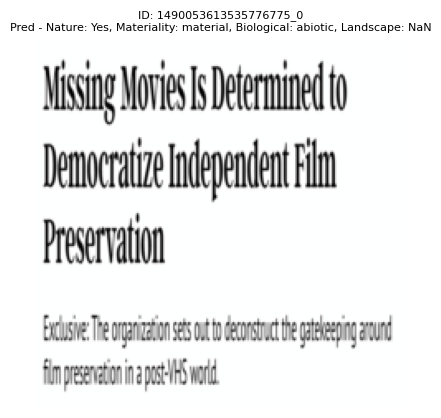 ID: 1490053613535776775_0
Pred - Nature: Yes, Materiality: material, Biological: abiotic, Landscape: NaN
Missing Movies Is Determined to
Democratize Independent Film
Preservation
Exclusive: The organization sets out to deconstruct the gatekeeping around
film preservation in a post-VHS world.